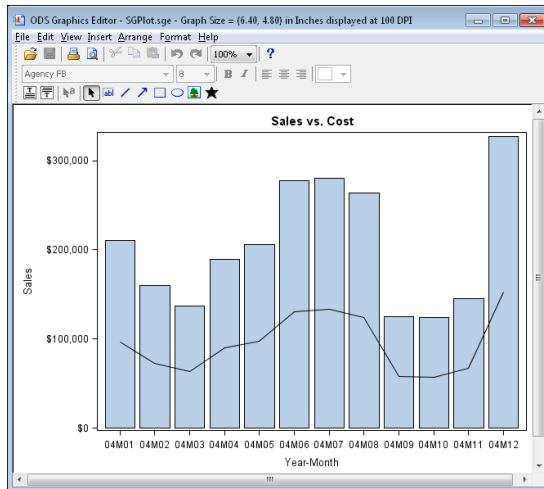 ODS Graphics Editor - SGPlot.sge - Graph Size = {6.40, 4.80} in Inches displayed at 100 DPI
File Edit View Insert Arrange Format Help
100% ?
Agency FB 8 B I
abl
Sales vs. Cost
$300,000
$200,000
$100,000
$0
Sales
04M01 04M02 04M03 04M04 04M05 04M06 04M07 04M08 04M09 04M10 04M11 04M12
Year-Month